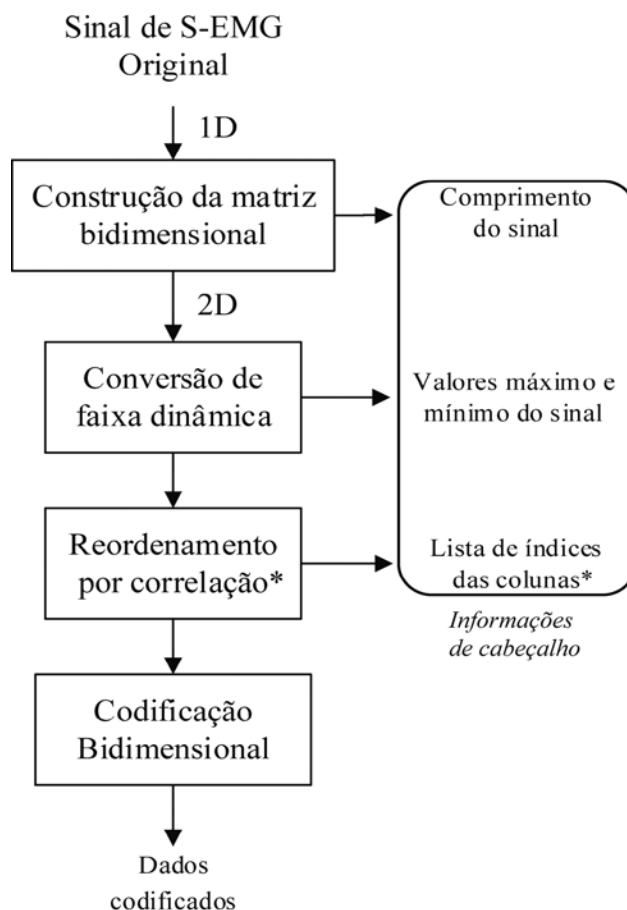 Sinal de S-EMG
Original
1D
Construção da matriz
bidimensional
Comprimento
do sinal
2D
Conversão de
faixa dinâmica
Valores máximo e
mínimo do sinal
Reordenamento
por correlação*
Lista de índices
das colunas*
Informações
de cabeçalho
Codificação
Bidimensional
Dados
codificados